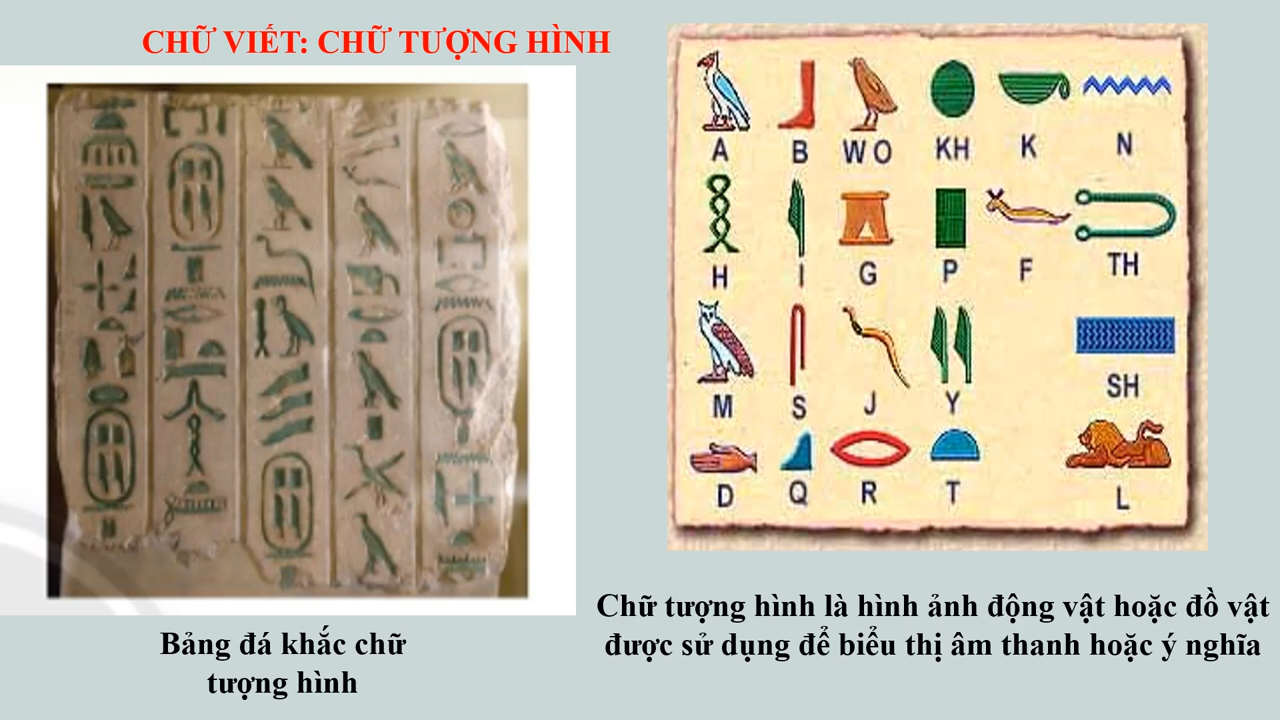 CHỮ VIẾT: CHỮ TƯỢNG HÌNH
A B W O KH K N
H I G P F TH
M S J Y SH
D Q R T L
Bảng đá khắc chữ
tượng hình
Chữ tượng hình là hình ảnh động vật hoặc đồ vật
được sử dụng để biểu thị âm thanh hoặc ý nghĩa